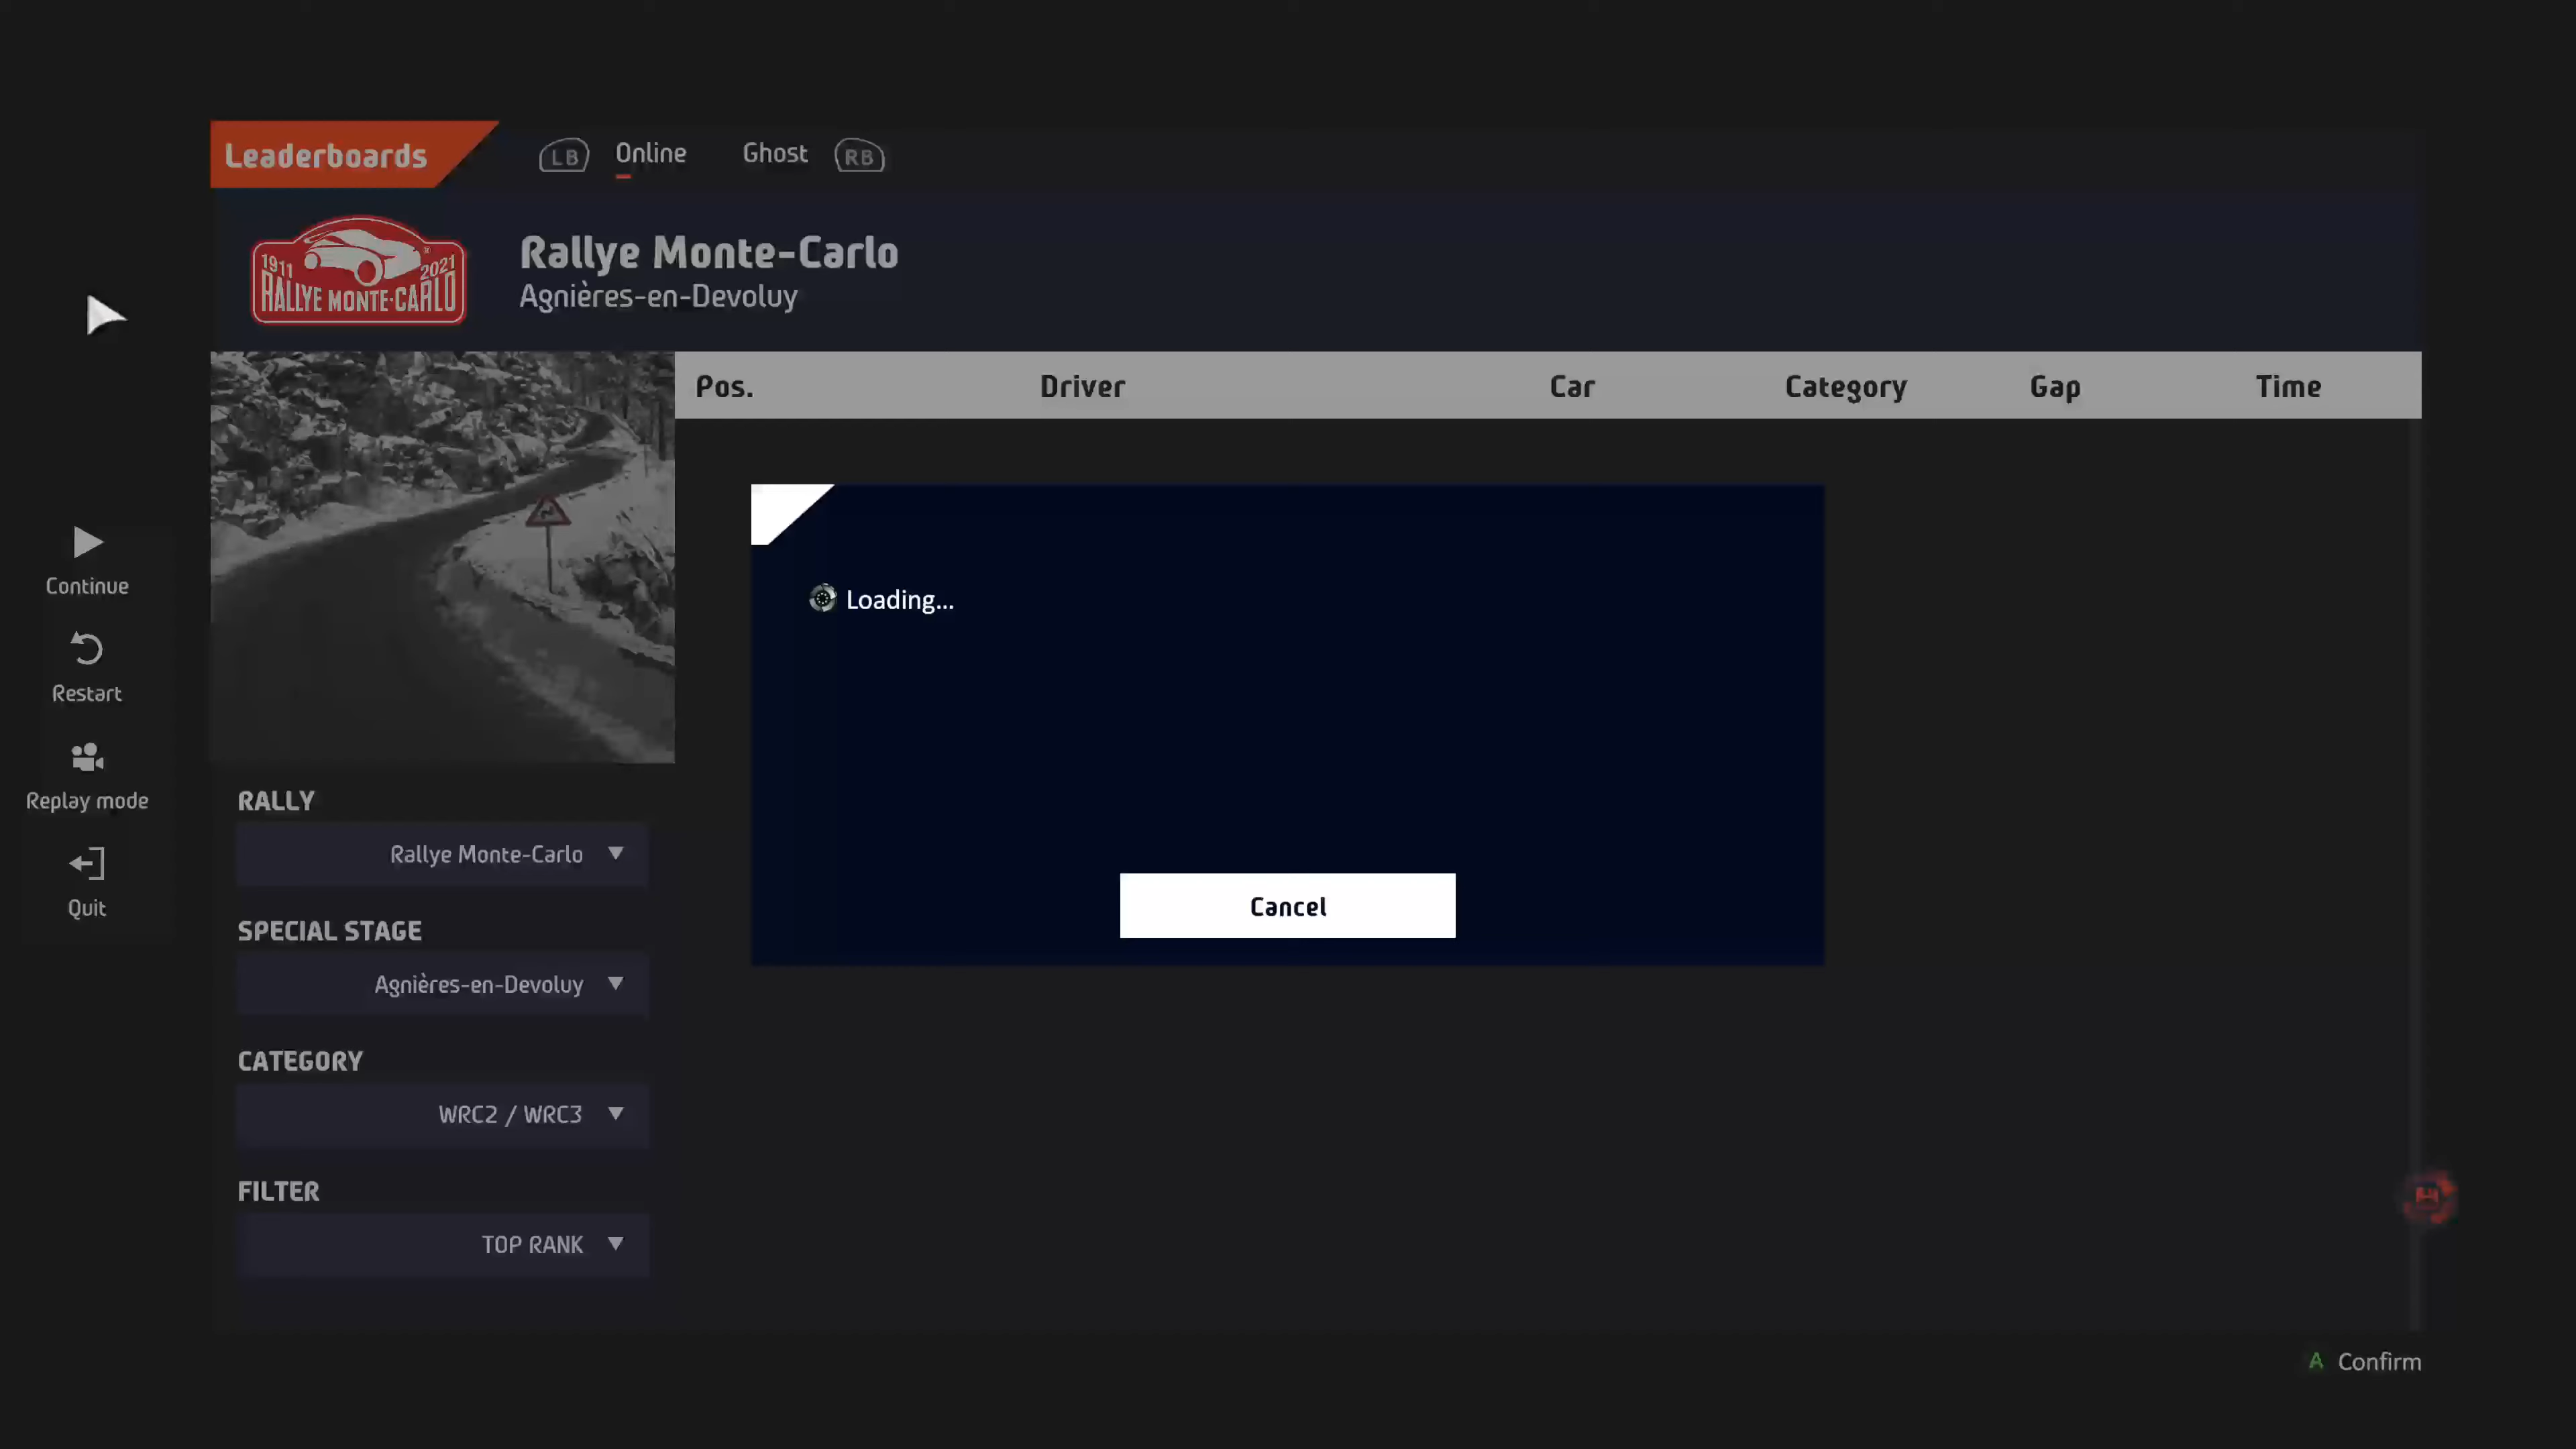 Leaderboards
LB Online Ghost RB
1911 2021
RALLYE MONTE-CARLO
Rallye Monte-Carlo
Agnières-en-Devoluy
Pos. Driver Car Category Gap Time
Loading...
Cancel
Continue
Restart
Replay mode
Quit
RALLY
Rallye Monte-Carlo
SPECIAL STAGE
Agnières-en-Devoluy
CATEGORY
WRC2 / WRC3
FILTER
TOP RANK
A Confirm